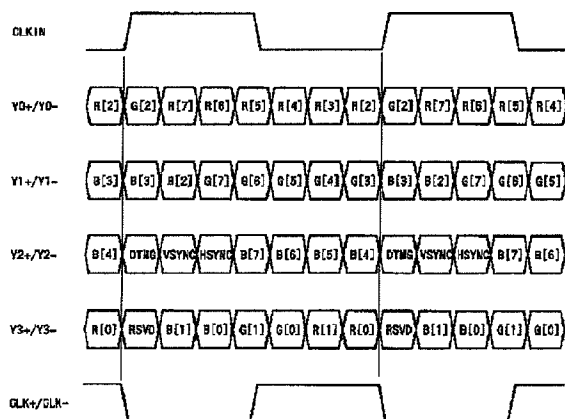 CLKIN
Y0+/Y0- R[2] G[2] R[7] R[6] R[5] R[4] R[3] R[2] G[2] R[7] R[6] R[5] R[4]
Y1+/Y1- G[3] B[3] B[2] G[7] G[6] G[5] G[4] G[3] B[3] B[2] G[7] G[6] G[5]
Y2+/Y2- B[4] DTMG VSYNC HSYNC B[7] B[6] B[5] B[4] DTMG VSYNC HSYNC B[7] B[6]
Y3+/Y3- R[0] RSVD B[1] B[0] G[1] G[0] R[1] R[0] RSVD B[1] B[0] G[1] G[0]
CLK+/CLK-